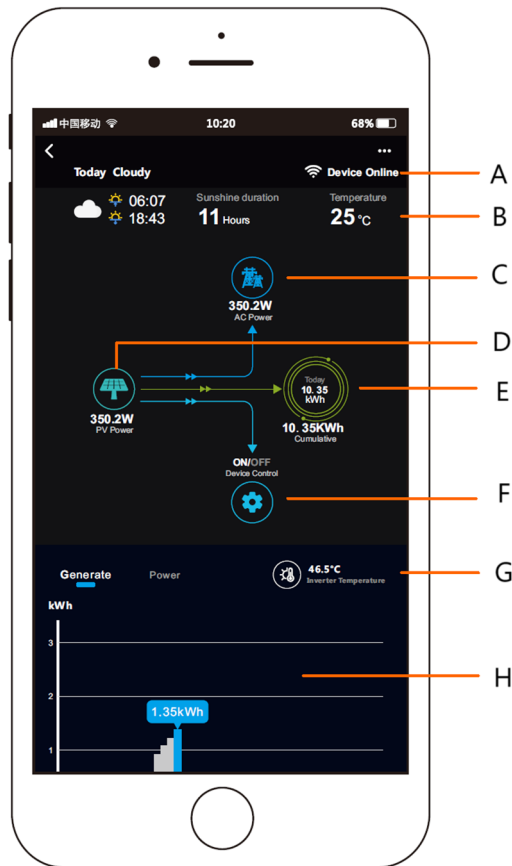 中国移动 10:20 68%
Today Cloudy Device Online A
06:07 Sunshine duration Temperature
18:43 11 Hours 25 °C B
C
350.2W
AC Power
D
Today
10. 35
kWh
E
350.2W
PV Power
10. 35KWh
Cumulative
ON/OFF
Device Control
F
Generate Power 46.5°C
Inverter Temperature G
kWh
3
H
2
1.35kWh
1